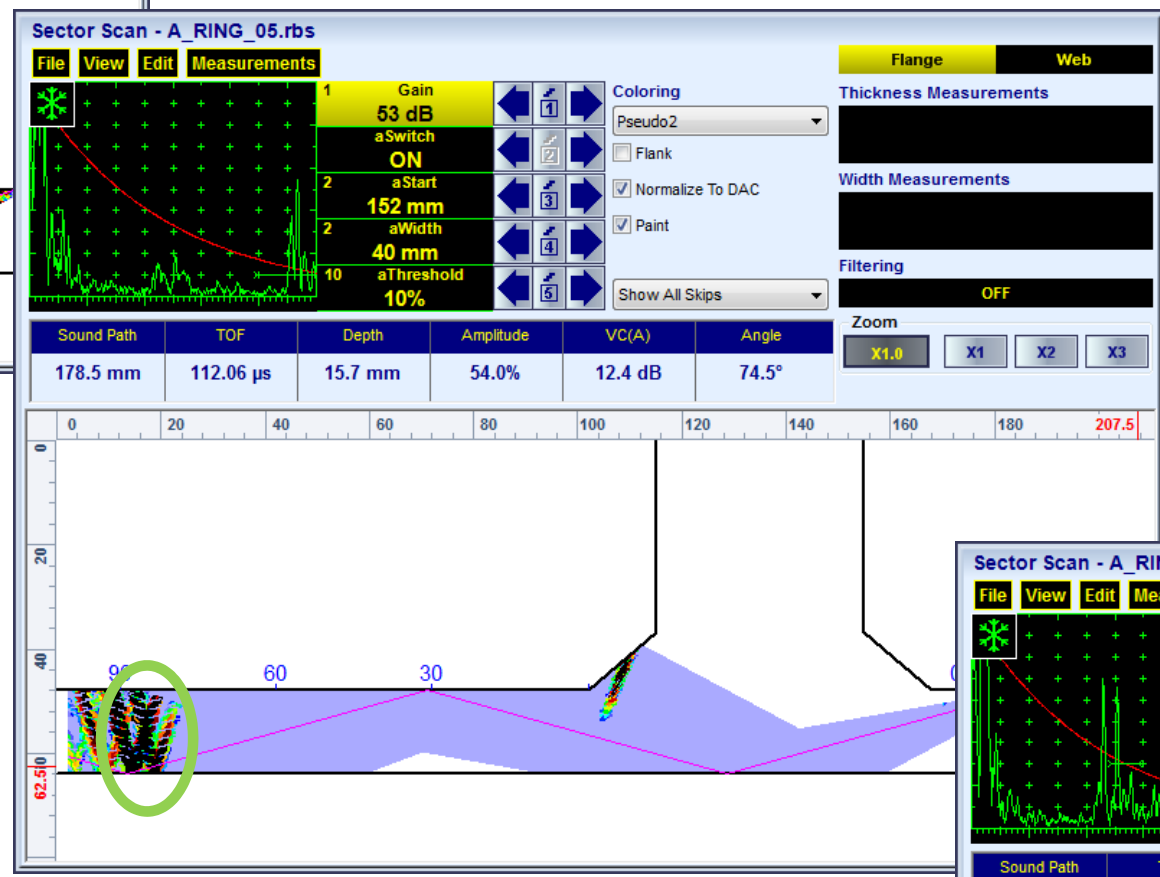 Sector Scan - A_RING_05.rbs
File View Edit Measurements
Flange Web
1 Gain
53 dB
1
aSwitch
ON
2
2 aStart
152 mm
3
2 aWidth
40 mm
4
10 aThreshold
10%
5
Coloring
Pseudo2
Flank
Normalize To DAC
Paint
Show All Skips
Thickness Measurements
Width Measurements
Filtering
OFF
Zoom
X1.0 X1 X2 X3
Sound Path TOF Depth Amplitude VC(A) Angle
178.5 mm 112.06 µs 15.7 mm 54.0% 12.4 dB 74.5°
0 20 40 60 80 100 120 140 160 180 207.5
0
20
40
62.5
60 30
Sector Scan - A_RI
File View Edit
Sound Path